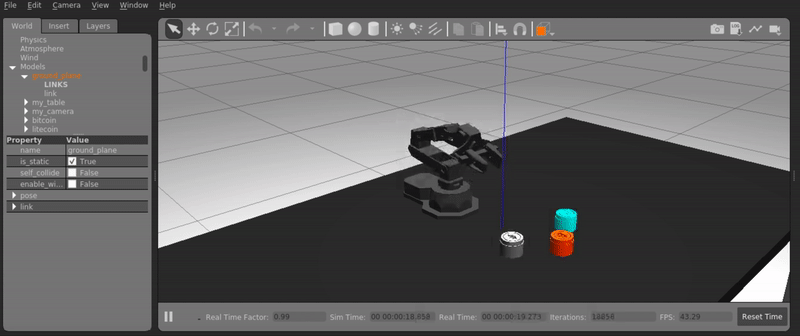 File Edit Camera View Window Help
World Insert Layers
Physics
Atmosphere
Wind
Models
ground_plane
LINKS
link
my_table
my_camera
bitcoin
litecoin
Property Value
name ground_plane
is_static True
self_collide False
enable_wi... False
pose
link
Real Time Factor: 0.99 Sim Time: 00 00:00:18.858 Real Time: 00 00:00:19.273 Iterations: 18858 FPS: 43.29 Reset Time